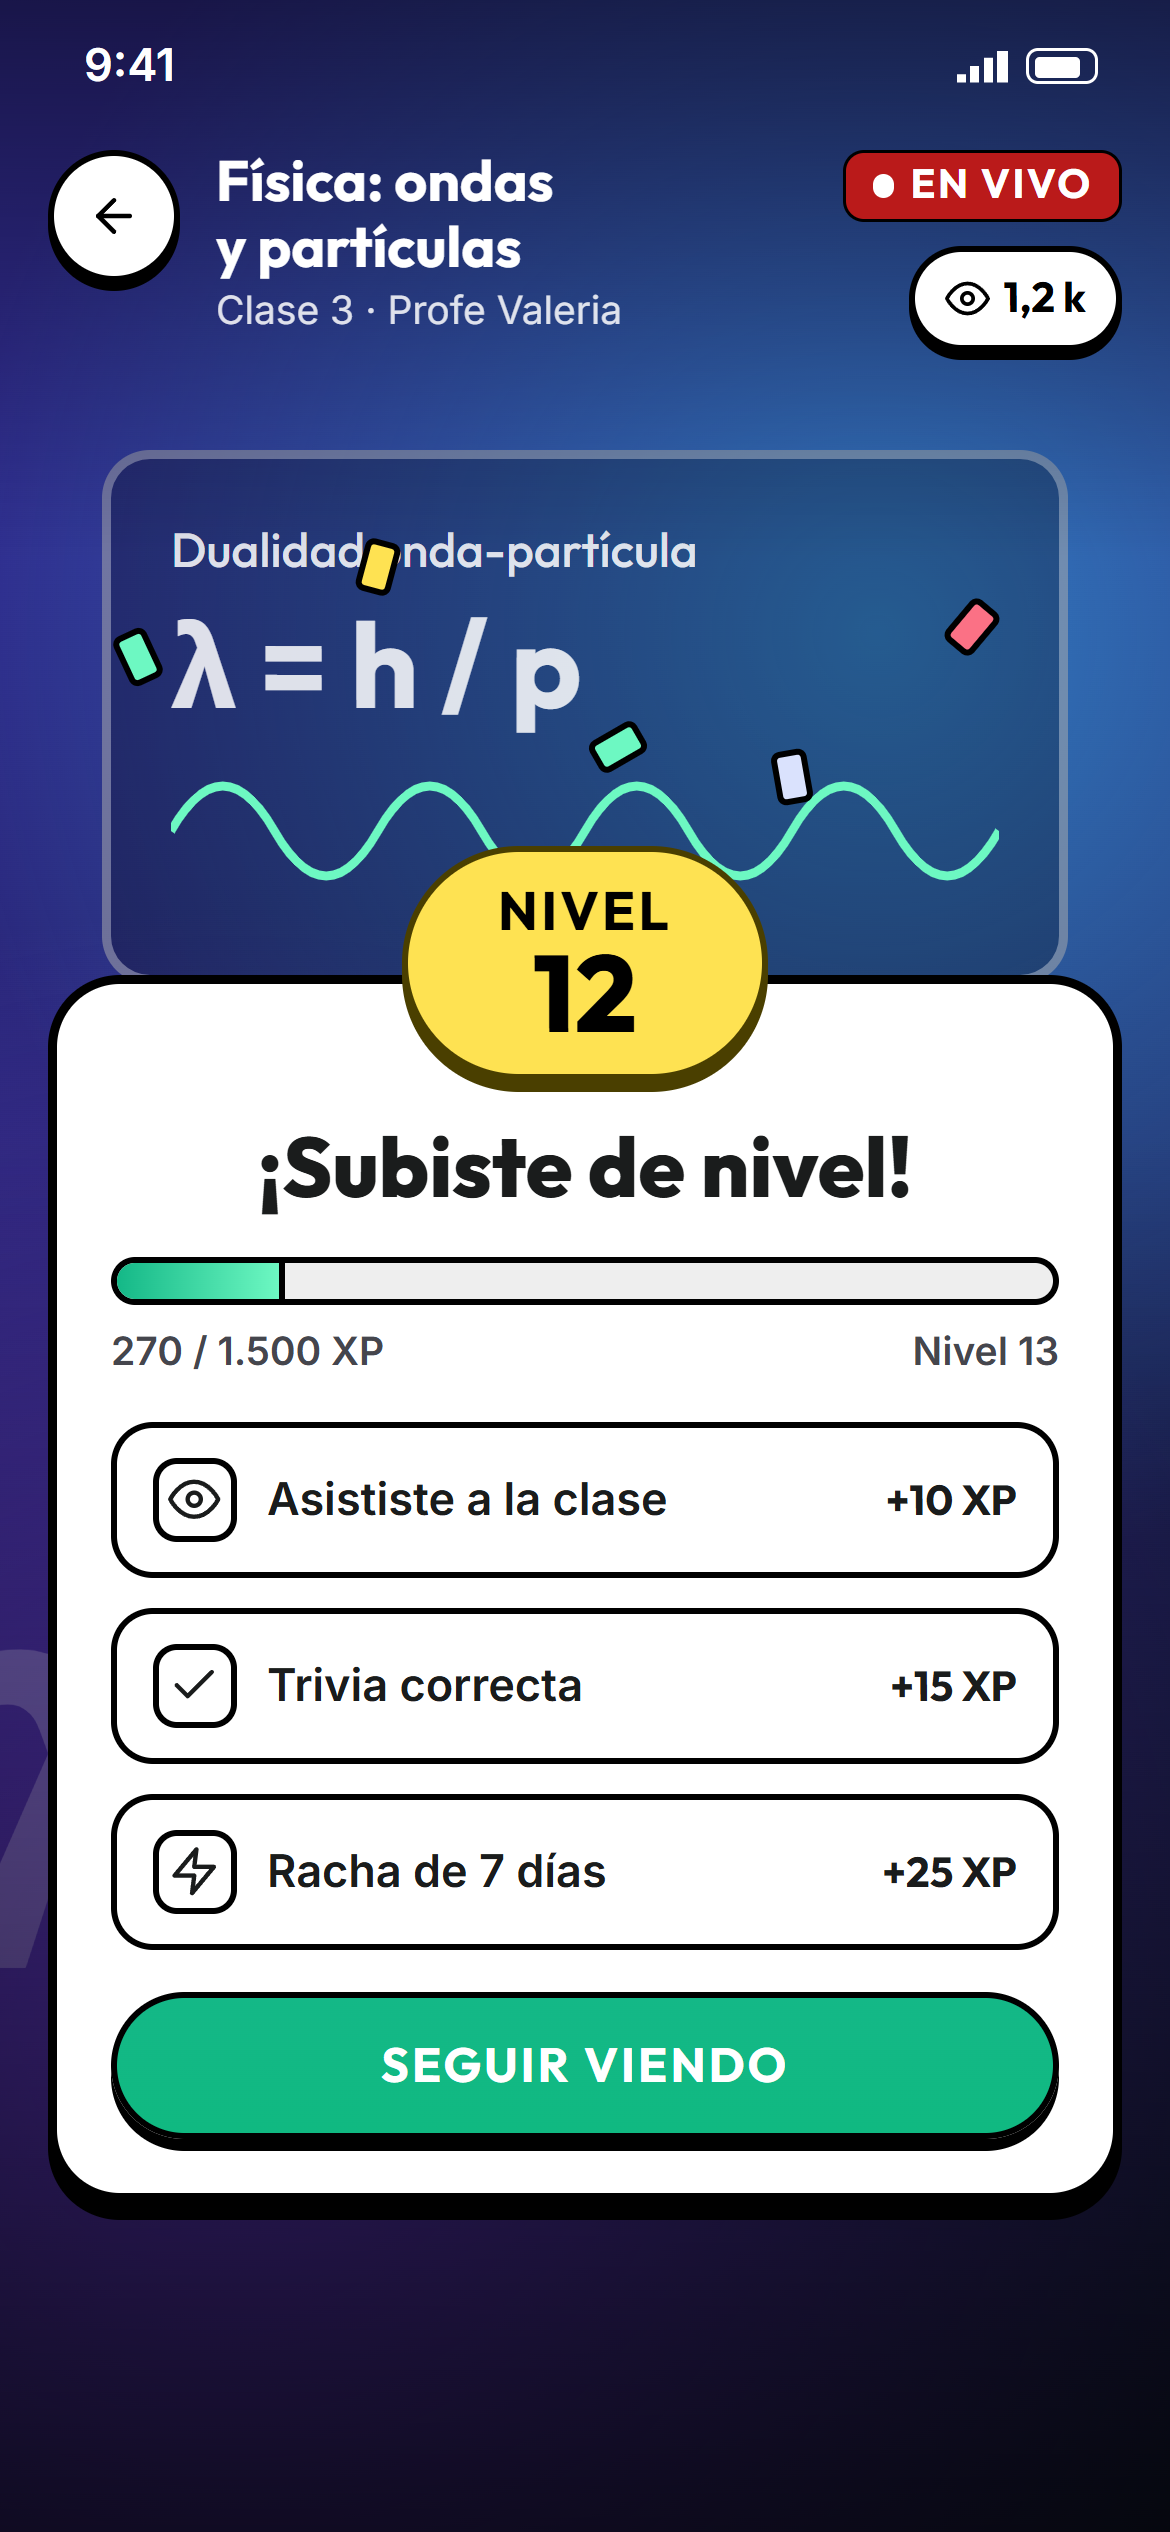 9:41
Física: ondas
y partículas
Clase 3 · Profe Valeria
EN VIVO
1,2 k
Dualidad nda-partícula
λ = h / p
NIVEL
12
¡Subiste de nivel!
270 / 1.500 XP
Nivel 13
Asististe a la clase
+10 XP
Trivia correcta
+15 XP
Racha de 7 días
+25 XP
SEGUIR VIENDO